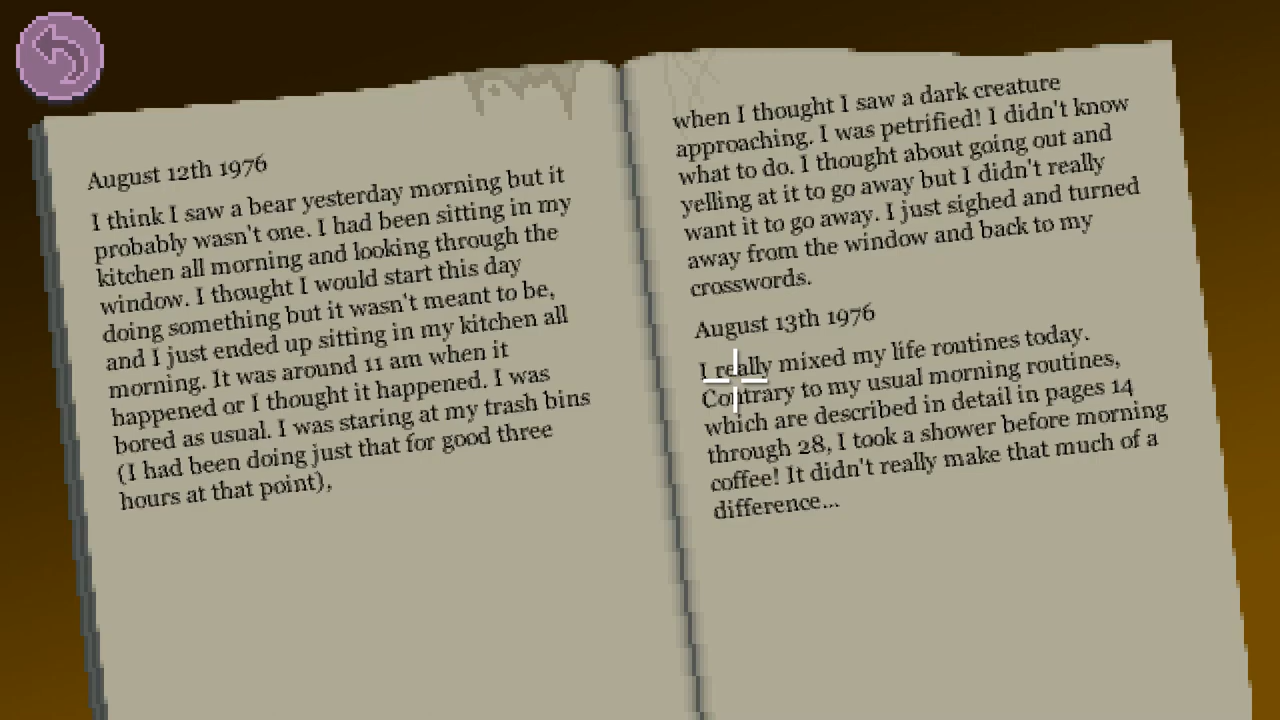 August 12th 1976
I think I saw a bear yesterday morning but it
probably wasn't one. I had been sitting in my
kitchen all morning and looking through the
window. I thought I would start this day
doing something but it wasn't meant to be,
and I just ended up sitting in my kitchen all
morning. It was around 11 am when it
happened or I thought it happened. I was
bored as usual. I was staring at my trash bins
(I had been doing just that for good three
hours at that point),
when I thought I saw a dark creature
approaching. I was petrified! I didn't know
what to do. I thought about going out and
yelling at it to go away but I didn't really
want it to go away. I just sighed and turned
away from the window and back to my
crosswords.
August 13th 1976
I really mixed my life routines today.
Contrary to my usual morning routines,
which are described in detail in pages 14
through 28, I took a shower before morning
coffee! It didn't really make that much of a
difference...